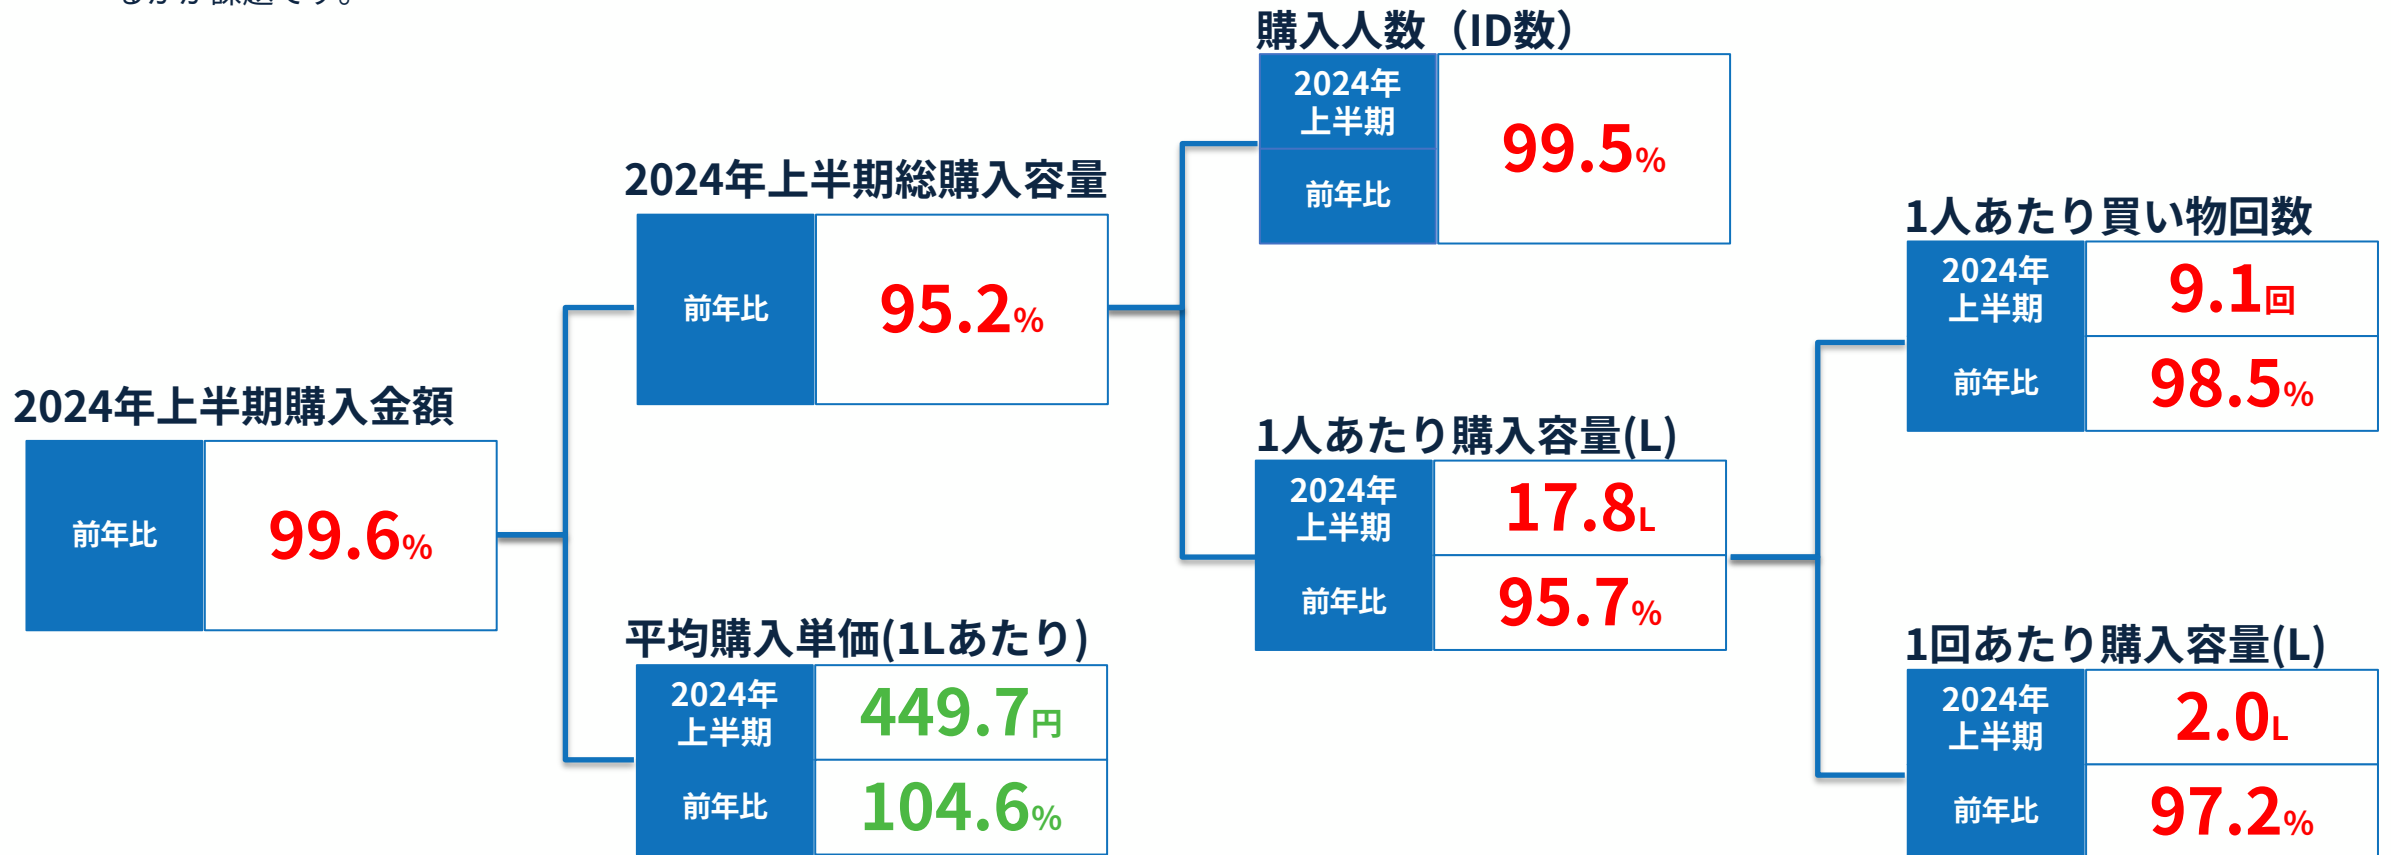 るかが課題です。
購入人数（ID数）
2024年
上半期
前年比
99.5%
2024年上半期総購入容量
前年比
95.2%
1人あたり買い物回数
2024年
上半期
9.1回
前年比
98.5%
2024年上半期購入金額
前年比
99.6%
1人あたり購入容量(L)
2024年
上半期
17.8L
前年比
95.7%
平均購入単価(1Lあたり)
2024年
上半期
449.7円
前年比
104.6%
1回あたり購入容量(L)
2024年
上半期
2.0L
前年比
97.2%